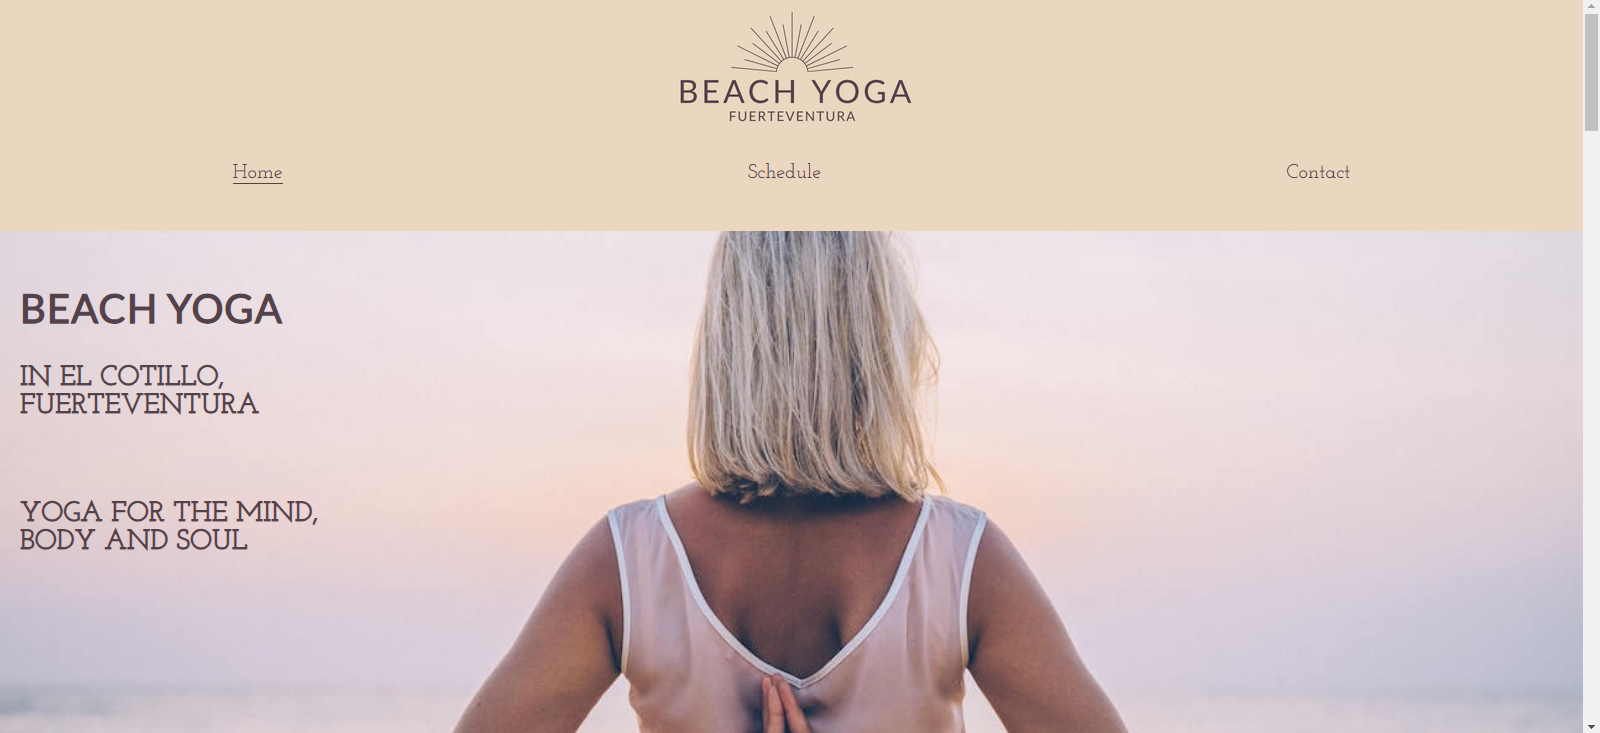 BEACH YOGA
FUERTEVENTURA
Home
Schedule
Contact
BEACH YOGA
IN EL COTILLO,
FUERTEVENTURA
YOGA FOR THE MIND,
BODY AND SOUL